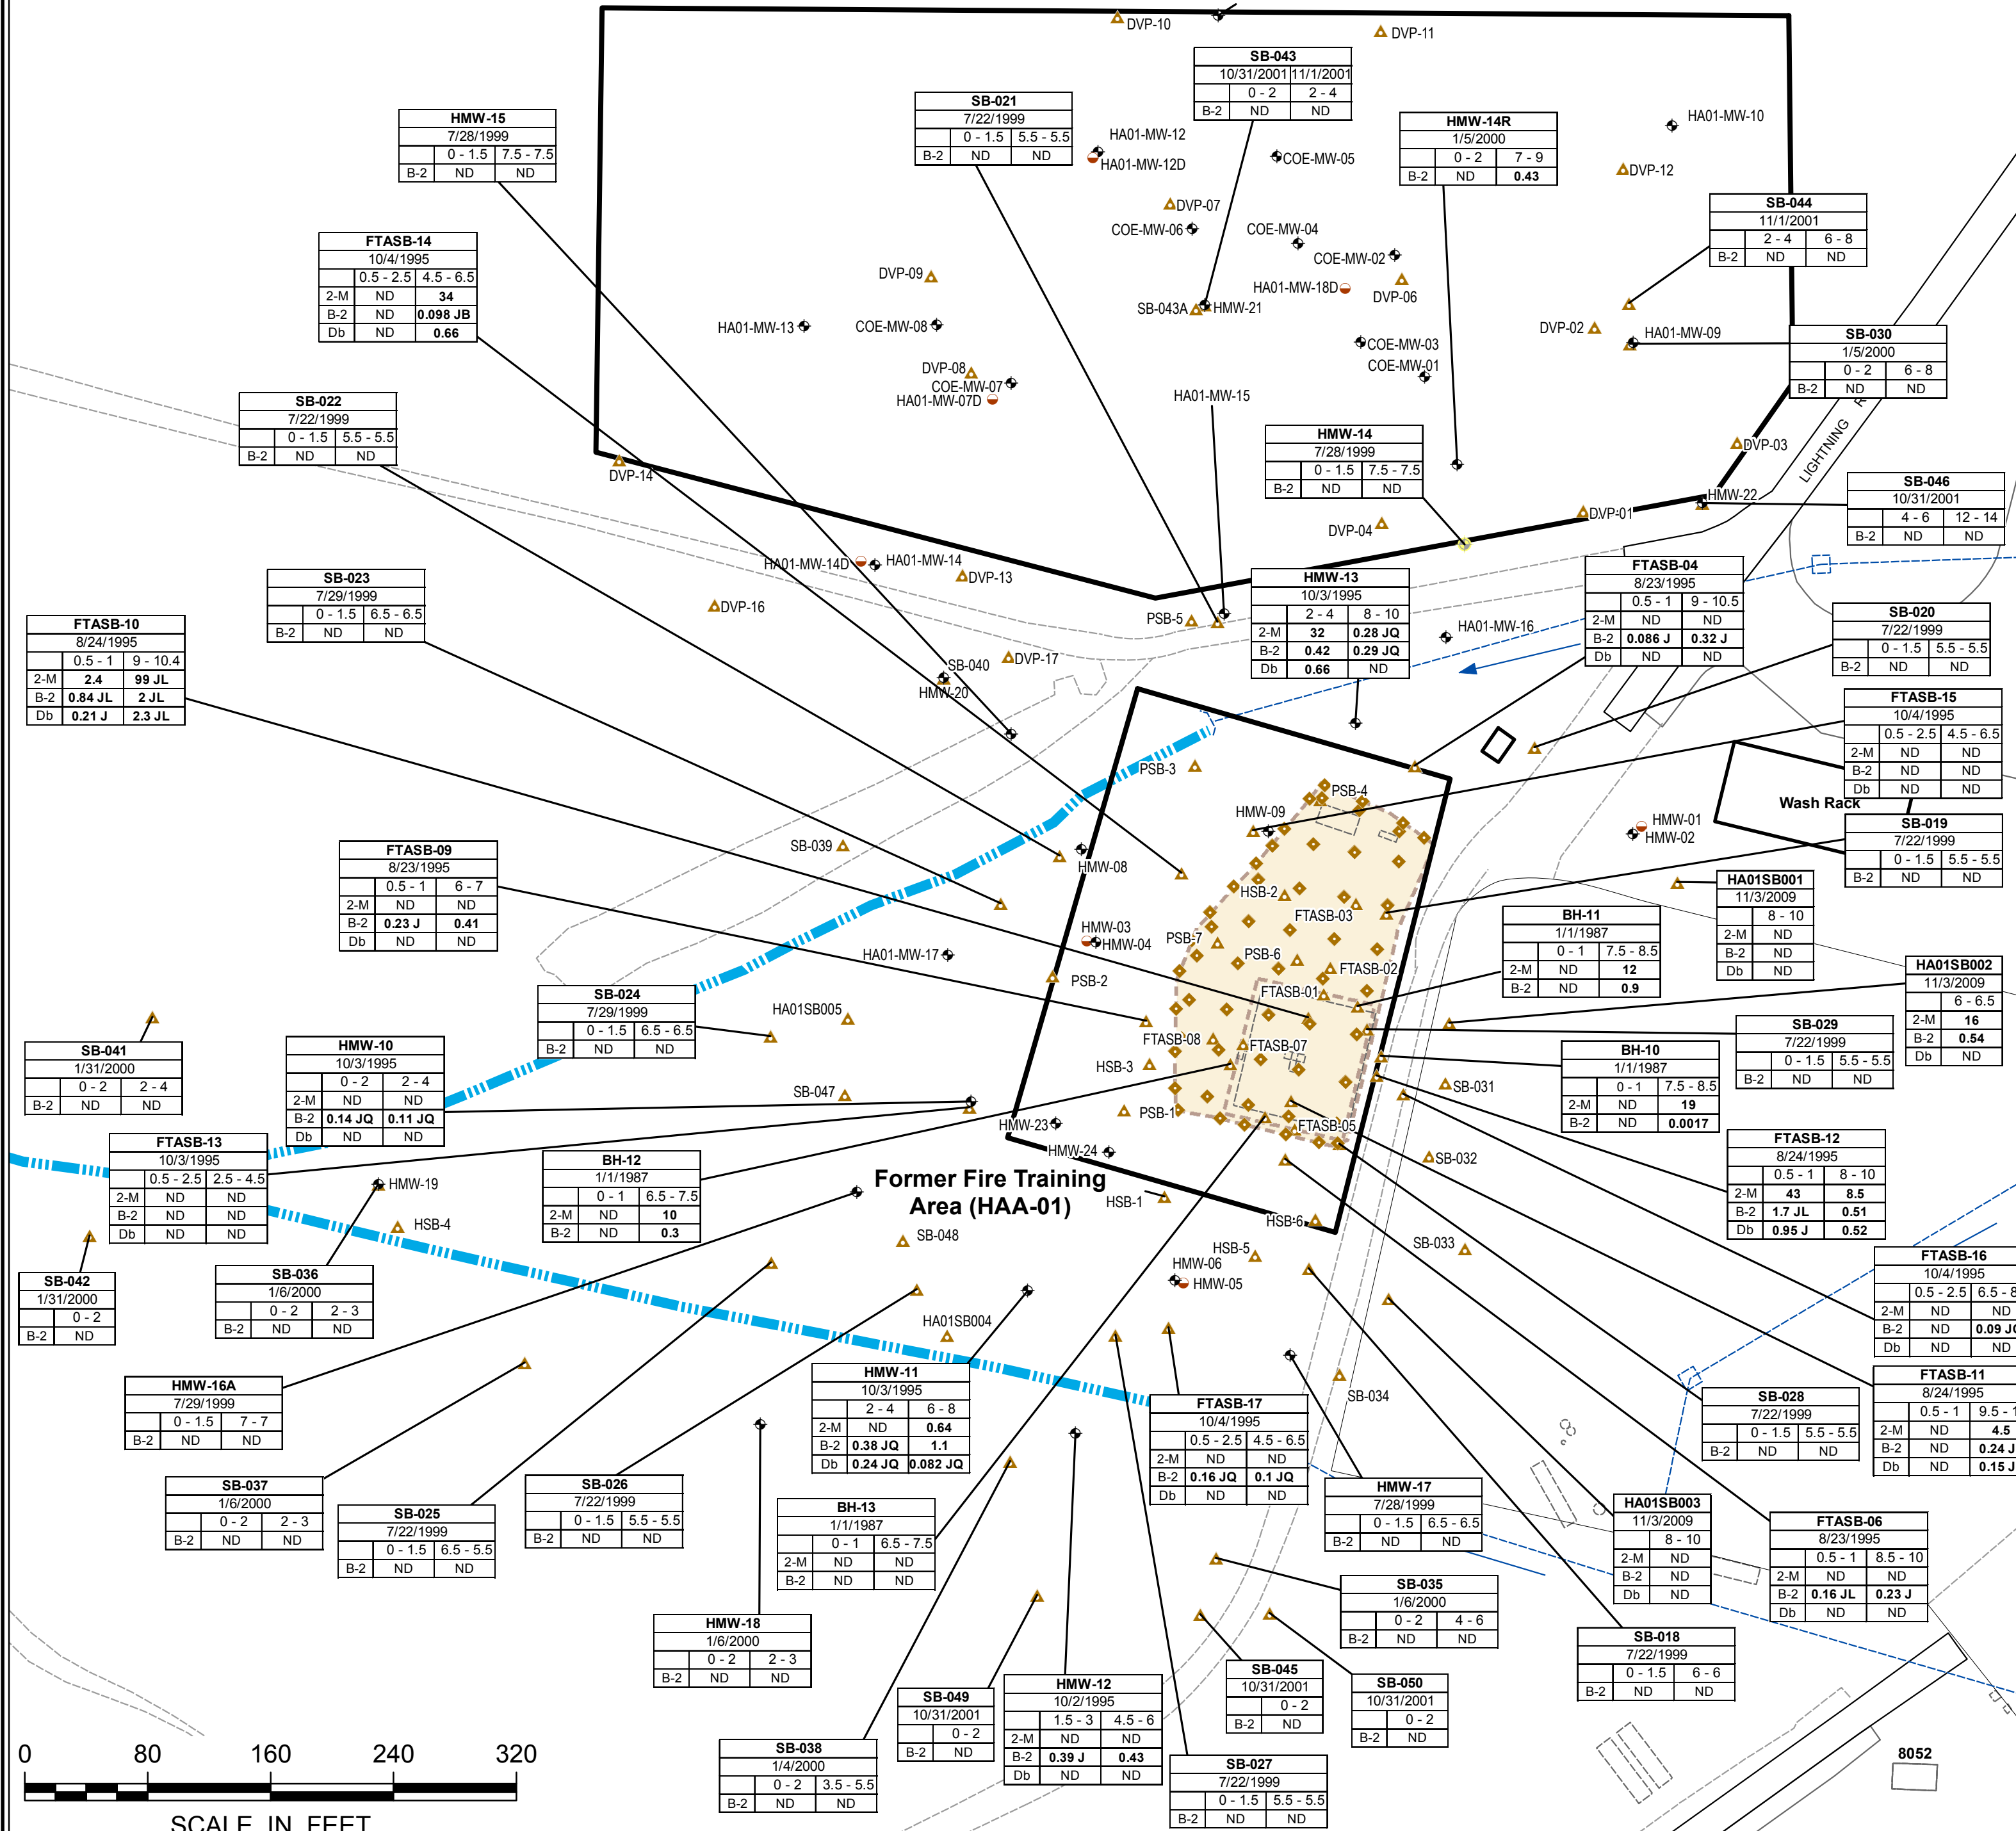 DVP-10
DVP-11
SB-043
10/31/2001 11/1/2001
0 - 2 2 - 4
B-2 ND ND
SB-021
7/22/1999
0 - 1.5 5.5 - 5.5
B-2 ND ND
HMW-15
7/28/1999
0 - 1.5 7.5 - 7.5
B-2 ND ND
HMW-14R
1/5/2000
0 - 2 7 - 9
B-2 ND 0.43
HA01-MW-10
HA01-MW-12
HA01-MW-12D
COE-MW-05
DVP-12
DVP-07
COE-MW-06
COE-MW-04
COE-MW-02
SB-044
11/1/2001
2 - 4 6 - 8
B-2 ND ND
FTASB-14
10/4/1995
0.5 - 2.5 4.5 - 6.5
2-M ND 34
B-2 ND 0.098 JB
Db ND 0.66
DVP-09
HA01-MW-18D
DVP-06
SB-043A
HMW-21
HA01-MW-13
COE-MW-08
DVP-02
HA01-MW-09
COE-MW-03
COE-MW-01
SB-030
1/5/2000
0 - 2 6 - 8
B-2 ND ND
DVP-08
COE-MW-07
HA01-MW-07D
HA01-MW-15
SB-022
7/22/1999
0 - 1.5 5.5 - 5.5
B-2 ND ND
LIGHTNING R
HMW-14
7/28/1999
0 - 1.5 7.5 - 7.5
B-2 ND ND
DVP-03
DVP-14
SB-046
10/31/2001
4 - 6 12 - 14
B-2 ND ND
HMW-22
DVP-01
DVP-04
HA01-MW-14D
HA01-MW-14
DVP-13
DVP-16
SB-023
7/29/1999
0 - 1.5 6.5 - 6.5
B-2 ND ND
HMW-13
10/3/1995
2 - 4 8 - 10
2-M 32 0.28 JQ
B-2 0.42 0.29 JQ
Db 0.66 ND
FTASB-04
8/23/1995
0.5 - 1 9 - 10.5
2-M ND ND
B-2 0.086 J 0.32 J
Db ND ND
SB-020
7/22/1999
0 - 1.5 5.5 - 5.5
B-2 ND ND
FTASB-10
8/24/1995
0.5 - 1 9 - 10.4
2-M 2.4 99 JL
B-2 0.84 JL 2 JL
Db 0.21 J 2.3 JL
PSB-5
HA01-MW-16
DVP-17
SB-040
HMW-20
FTASB-15
10/4/1995
0.5 - 2.5 4.5 - 6.5
2-M ND ND
B-2 ND ND
Db ND ND
PSB-3
PSB-4
Wash Rack
HMW-09
HMW-01
HMW-02
SB-019
7/22/1999
0 - 1.5 5.5 - 5.5
B-2 ND ND
SB-039
HMW-08
FTASB-09
8/23/1995
0.5 - 1 6 - 7
2-M ND ND
B-2 0.23 J 0.41
Db ND ND
HSB-2
FTASB-03
HA01SB001
11/3/2009
8 - 10
2-M ND
B-2 ND
Db ND
BH-11
1/1/1987
0 - 1 7.5 - 8.5
2-M ND 12
B-2 ND 0.9
HMW-03
HMW-04
HA01-MW-17
PSB-7
PSB-6
FTASB-02
PSB-2
FTASB-01
HA01SB002
11/3/2009
6 - 6.5
2-M 16
B-2 0.54
Db ND
SB-024
7/29/1999
0 - 1.5 6.5 - 6.5
B-2 ND ND
HA01SB005
SB-029
7/22/1999
0 - 1.5 5.5 - 5.5
B-2 ND ND
SB-041
1/31/2000
0 - 2 2 - 4
B-2 ND ND
HMW-10
10/3/1995
0 - 2 2 - 4
2-M ND ND
B-2 0.14 JQ 0.11 JQ
Db ND ND
FTASB-08
FTASB-07
HSB-3
BH-10
1/1/1987
0 - 1 7.5 - 8.5
2-M ND 19
B-2 ND 0.0017
SB-031
SB-047
PSB-1
HMW-23
FTASB-05
HMW-24
FTASB-13
10/3/1995
0.5 - 2.5 2.5 - 4.5
2-M ND ND
B-2 ND ND
Db ND ND
FTASB-12
8/24/1995
0.5 - 1 8 - 10
2-M 43 8.5
B-2 1.7 JL 0.51
Db 0.95 J 0.52
BH-12
1/1/1987
0 - 1 6.5 - 7.5
2-M ND 10
B-2 ND 0.3
SB-032
Former Fire Training
Area (HAA-01)
HMW-19
HSB-4
HSB-1
HSB-6
SB-048
HSB-5
SB-033
HMW-06
HMW-05
SB-042
1/31/2000
0 - 2
B-2 ND
SB-036
1/6/2000
0 - 2 2 - 3
B-2 ND ND
FTASB-16
10/4/1995
0.5 - 2.5 6.5 - 8
2-M ND ND
B-2 ND 0.09
Db ND ND
HA01SB004
HMW-11
10/3/1995
2 - 4 6 - 8
2-M ND 0.64
B-2 0.38 JQ 1.1
Db 0.24 JQ 0.082 JQ
HMW-16A
7/29/1999
0 - 1.5 7 - 7
B-2 ND ND
FTASB-17
10/4/1995
0.5 - 2.5 4.5 - 6.5
2-M ND ND
B-2 0.16 JQ 0.1 JQ
Db ND ND
SB-034
SB-028
7/22/1999
0 - 1.5 5.5 - 5.5
B-2 ND ND
FTASB-11
8/24/1995
0.5 - 1 9.5 -
2-M ND 4.5
B-2 ND 0.24 J
Db ND 0.15 J
SB-037
1/6/2000
0 - 2 2 - 3
B-2 ND ND
SB-025
7/22/1999
0 - 1.5 6.5 - 5.5
B-2 ND ND
SB-026
7/22/1999
0 - 1.5 5.5 - 5.5
B-2 ND ND
BH-13
1/1/1987
0 - 1 6.5 - 7.5
2-M ND ND
B-2 ND ND
HMW-17
7/28/1999
0 - 1.5 6.5 - 6.5
B-2 ND ND
HA01SB003
11/3/2009
8 - 10
2-M ND
B-2 ND
Db ND
FTASB-06
8/23/1995
0.5 - 1 8.5 - 10
2-M ND ND
B-2 0.16 JL 0.23 J
Db ND ND
SB-035
1/6/2000
0 - 2 4 - 6
B-2 ND ND
HMW-18
1/6/2000
0 - 2 2 - 3
B-2 ND ND
SB-018
7/22/1999
0 - 1.5 6 - 6
B-2 ND ND
SB-045
10/31/2001
0 - 2
B-2 ND
SB-050
10/31/2001
0 - 2
B-2 ND
SB-049
10/31/2001
0 - 2
B-2 ND
HMW-12
10/2/1995
1.5 - 3 4.5 - 6
2-M ND ND
B-2 0.39 J 0.43
Db ND ND
SB-038
1/4/2000
0 - 2 3.5 - 5.5
B-2 ND ND
SB-027
7/22/1999
0 - 1.5 5.5 - 5.5
B-2 ND ND
8052
0 80 160 240 320
SCALE IN FEET